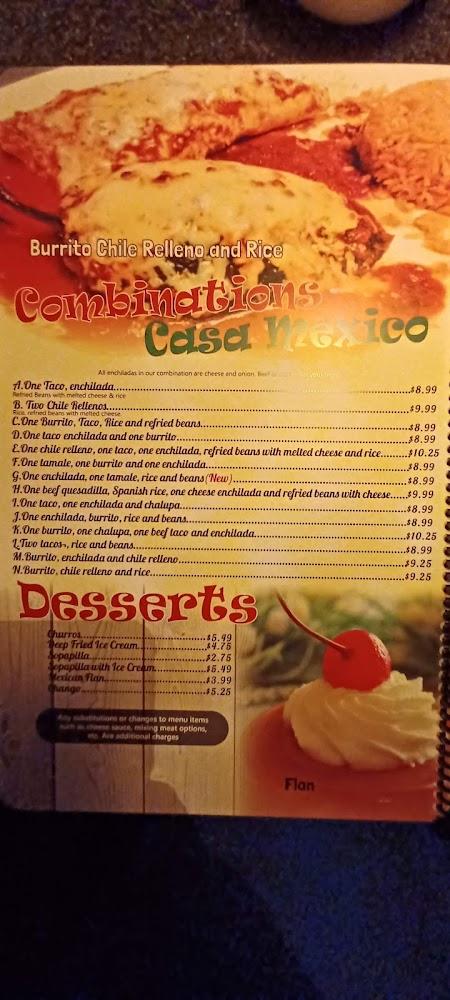 Burrito Chile Relleno and Rice
Combinations
Casa Mexico
All enchiladas in our combination are cheese and onion. Beef
A.One Taco, enchilada....$8.99
Refried Beans with melted cheese & rice
B. Two Chile Rellenos....$9.99
Rice, refried beans with melted cheese
C.One Burrito, Taco, Rice and refried beans....$8.99
D.One taco enchilada and one burrito....$8.99
E.One chile relleno, one taco, one enchilada, refried beans with melted cheese and rice....$10.25
F.One tamale, one burrito and one enchilada....$8.99
G.One enchilada, one tamale, rice and beans(New)....$8.99
H.One beef quesadilla, Spanish rice, one cheese enchilada and refried beans with cheese....$9.99
I.One taco, one enchilada and chalupa....$8.99
J.One enchilada, burrito, rice and beans....$8.99
K.One burrito, one chalupa, one beef taco and enchilada....$10.25
L.Two tacos, rice and beans....$8.99
M.Burrito, enchilada and chile relleno....$9.25
N.Burrito, chile relleno and rice....$9.25
Desserts
Churros....$5.49
Deep Fried Ice Cream....$4.75
Sopapilla....$2.75
Sopapilla with Ice Cream....$5.49
Mexican Flan....$3.99
Chango....$5.25
Any substitutions or changes to menu items
such as cheese sauce, mixing meat options,
etc. Are additional charges
Flan